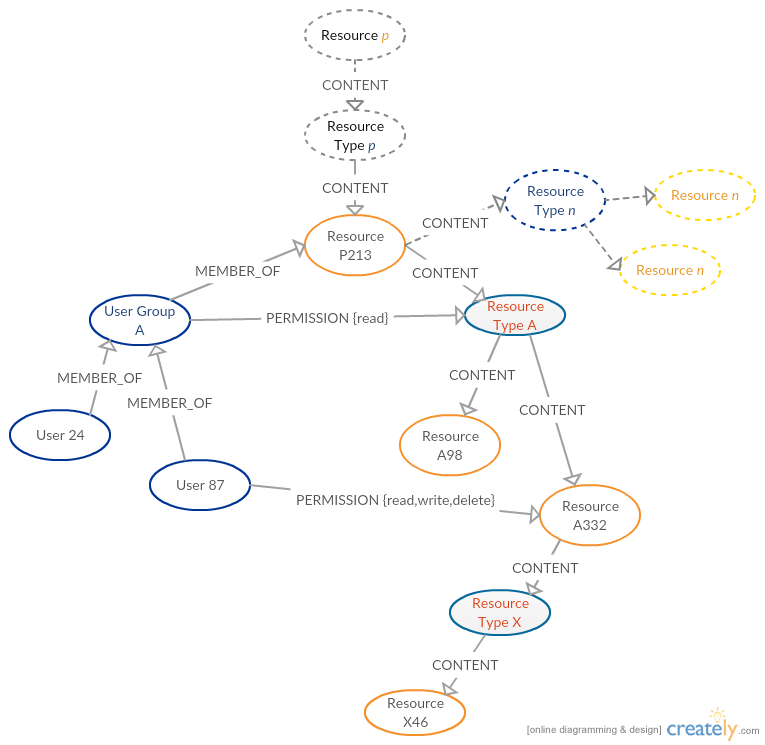 Resource p
CONTENT
Resource
Type p
CONTENT
Resource
Type n
Resource n
CONTENT
Resource
P213
MEMBER_OF
CONTENT
Resource n
User Group
A
PERMISSION {read}
Resource
Type A
MEMBER_OF
CONTENT
MEMBER_OF
CONTENT
User 24
Resource
A98
User 87
PERMISSION {read,write,delete}
Resource
A332
CONTENT
Resource
Type X
CONTENT
Resource
X46
[online diagramming & design] creately.com